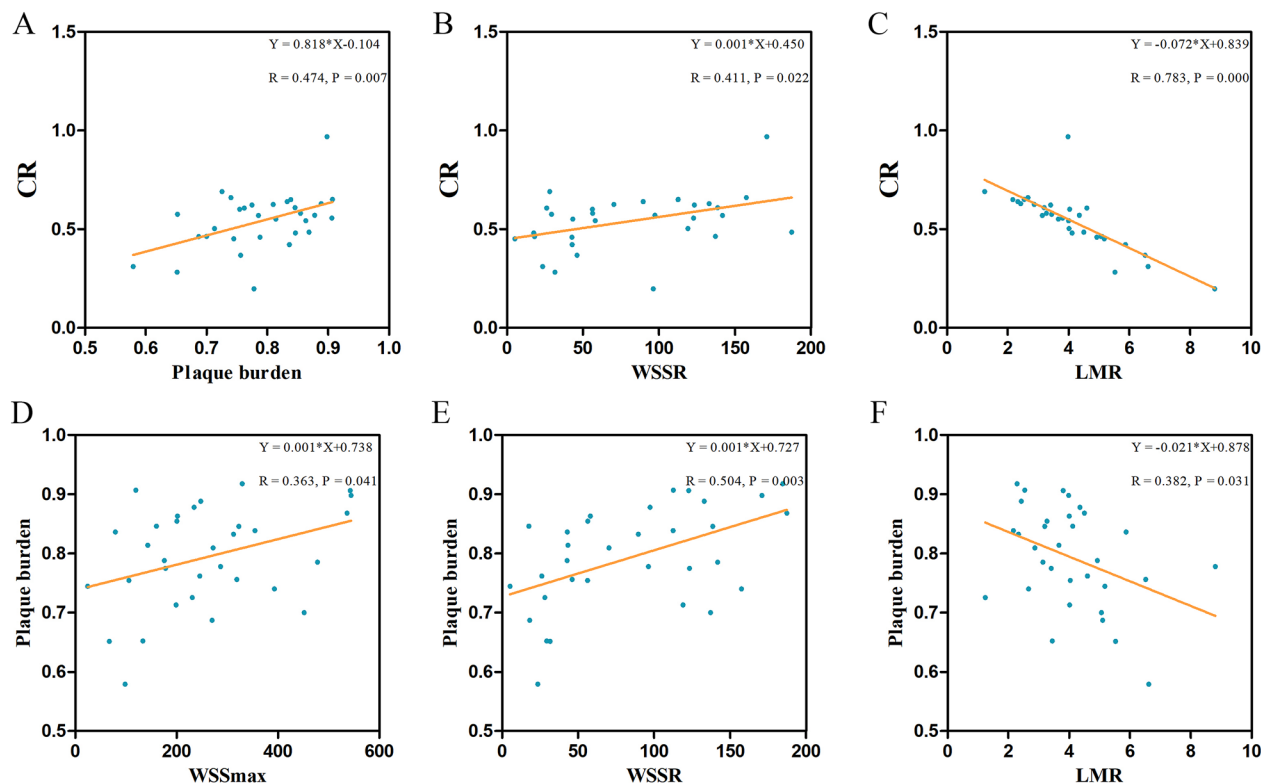 A
Y = 0.818*X-0.104
R = 0.474, P = 0.007
CR
1.5
1.0
0.5
0.0
0.5 0.6 0.7 0.8 0.9 1.0
Plaque burden
B
Y = 0.001*X+0.450
R = 0.411, P = 0.022
CR
1.5
1.0
0.5
0.0
0 50 100 150 200
WSSR
C
Y = -0.072*X+0.839
R = 0.783, P = 0.000
CR
1.5
1.0
0.5
0.0
0 2 4 6 8 10
LMR
D
Y = 0.001*X+0.738
R = 0.363, P = 0.041
Plaque burden
1.0
0.9
0.8
0.7
0.6
0.5
0 200 400 600
WSSmax
E
Y = 0.001*X+0.727
R = 0.504, P = 0.003
Plaque burden
1.0
0.9
0.8
0.7
0.6
0.5
0 50 100 150 200
WSSR
F
Y = -0.021*X+0.878
R = 0.382, P = 0.031
Plaque burden
1.0
0.9
0.8
0.7
0.6
0.5
0 2 4 6 8 10
LMR